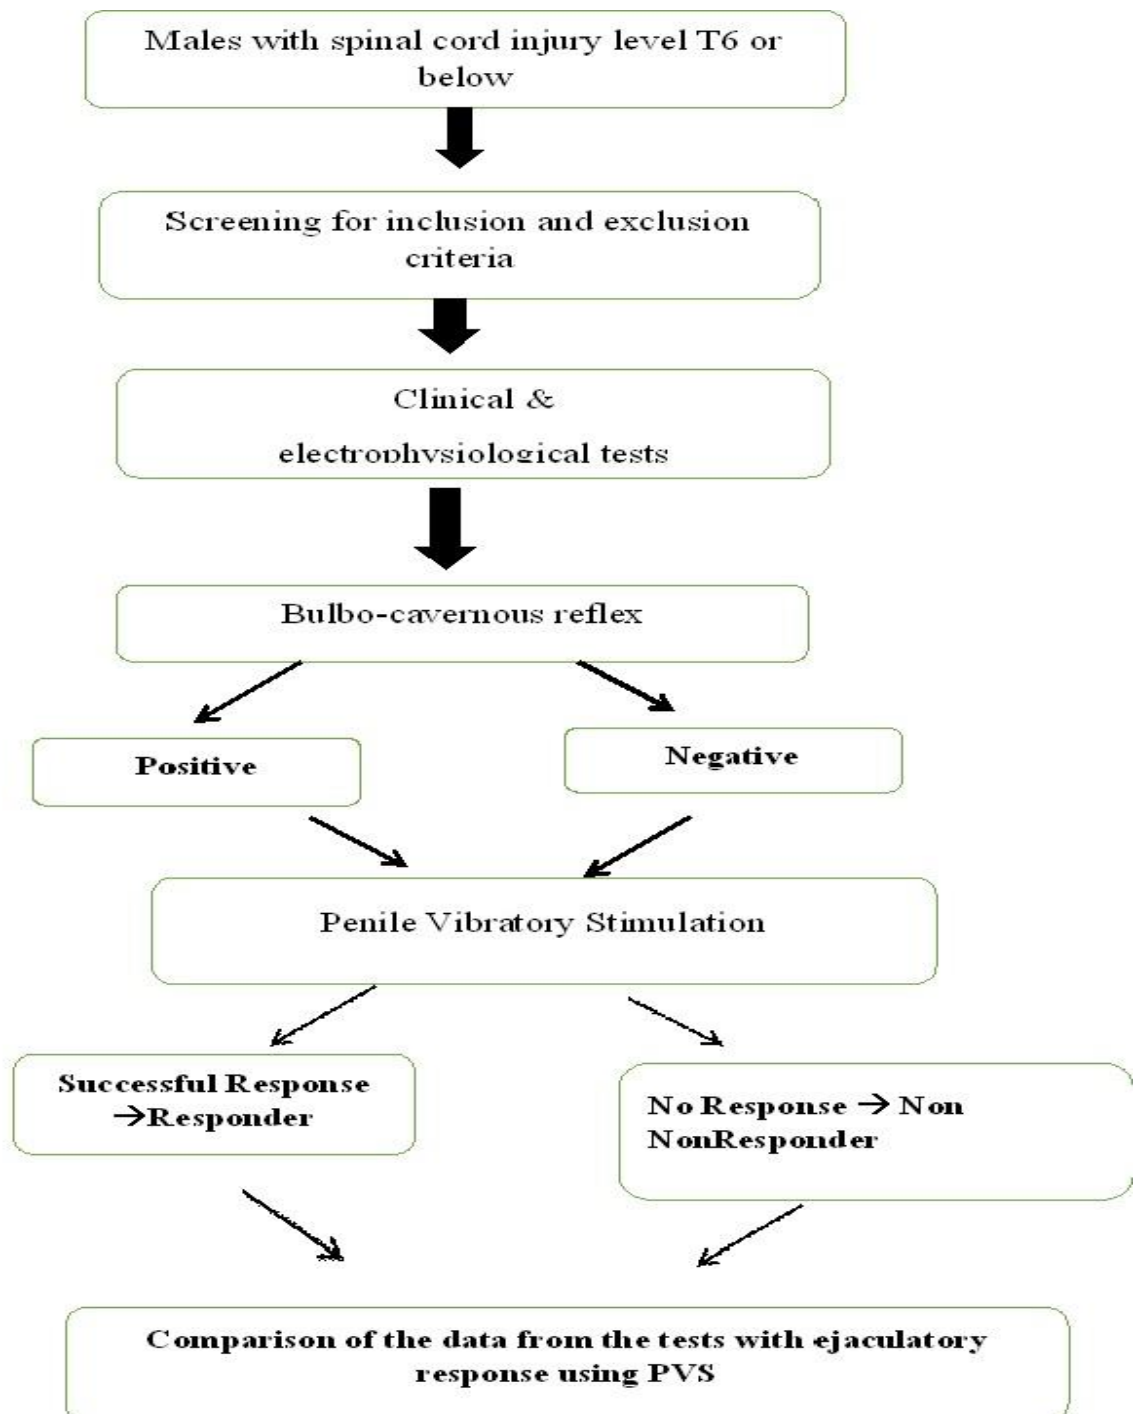 Males with spinal cord injury level T6 or
below
Screening for inclusion and exclusion
criteria
Clinical &
electrophysiological tests
Bulbo-cavernous reflex
Positive
Negative
Penile Vibratory Stimulation
Successful Response
→Responder
No Response → Non
NonResponder
Comparison of the data from the tests with ejaculatory
response using PVS